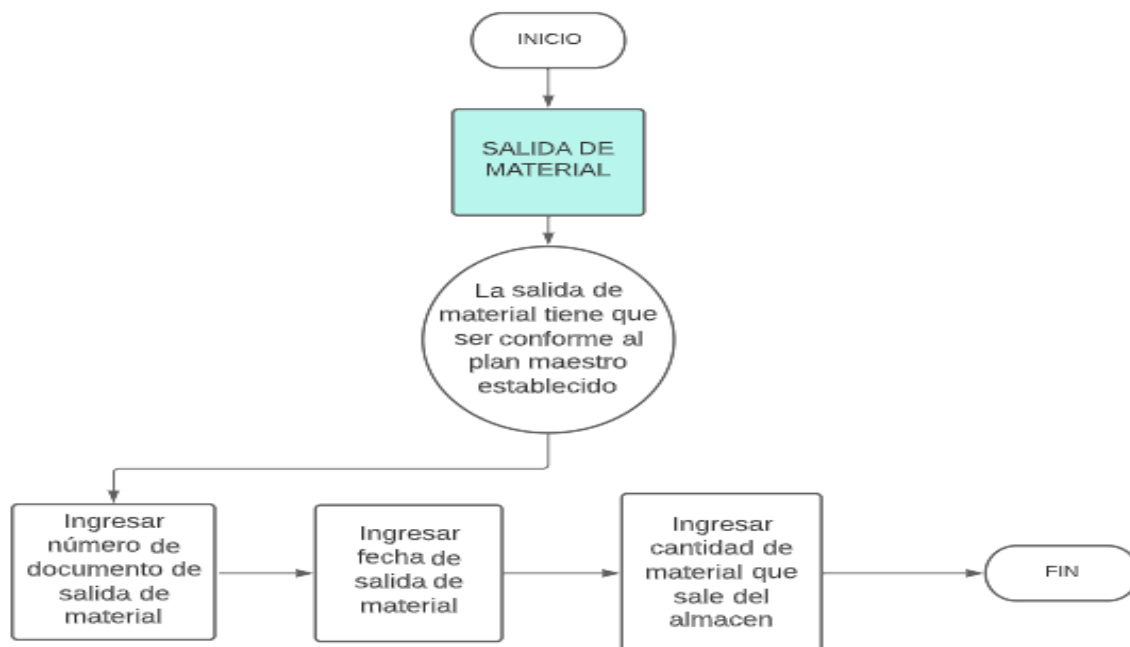 INICIO
SALIDA DE
MATERIAL
La salida de
material tiene que
ser conforme al
plan maestro
establecido
Ingresar
número de
documento de
salida de
material
Ingresar
fecha de
salida de
material
Ingresar
cantidad de
material que
sale del
almacen
FIN